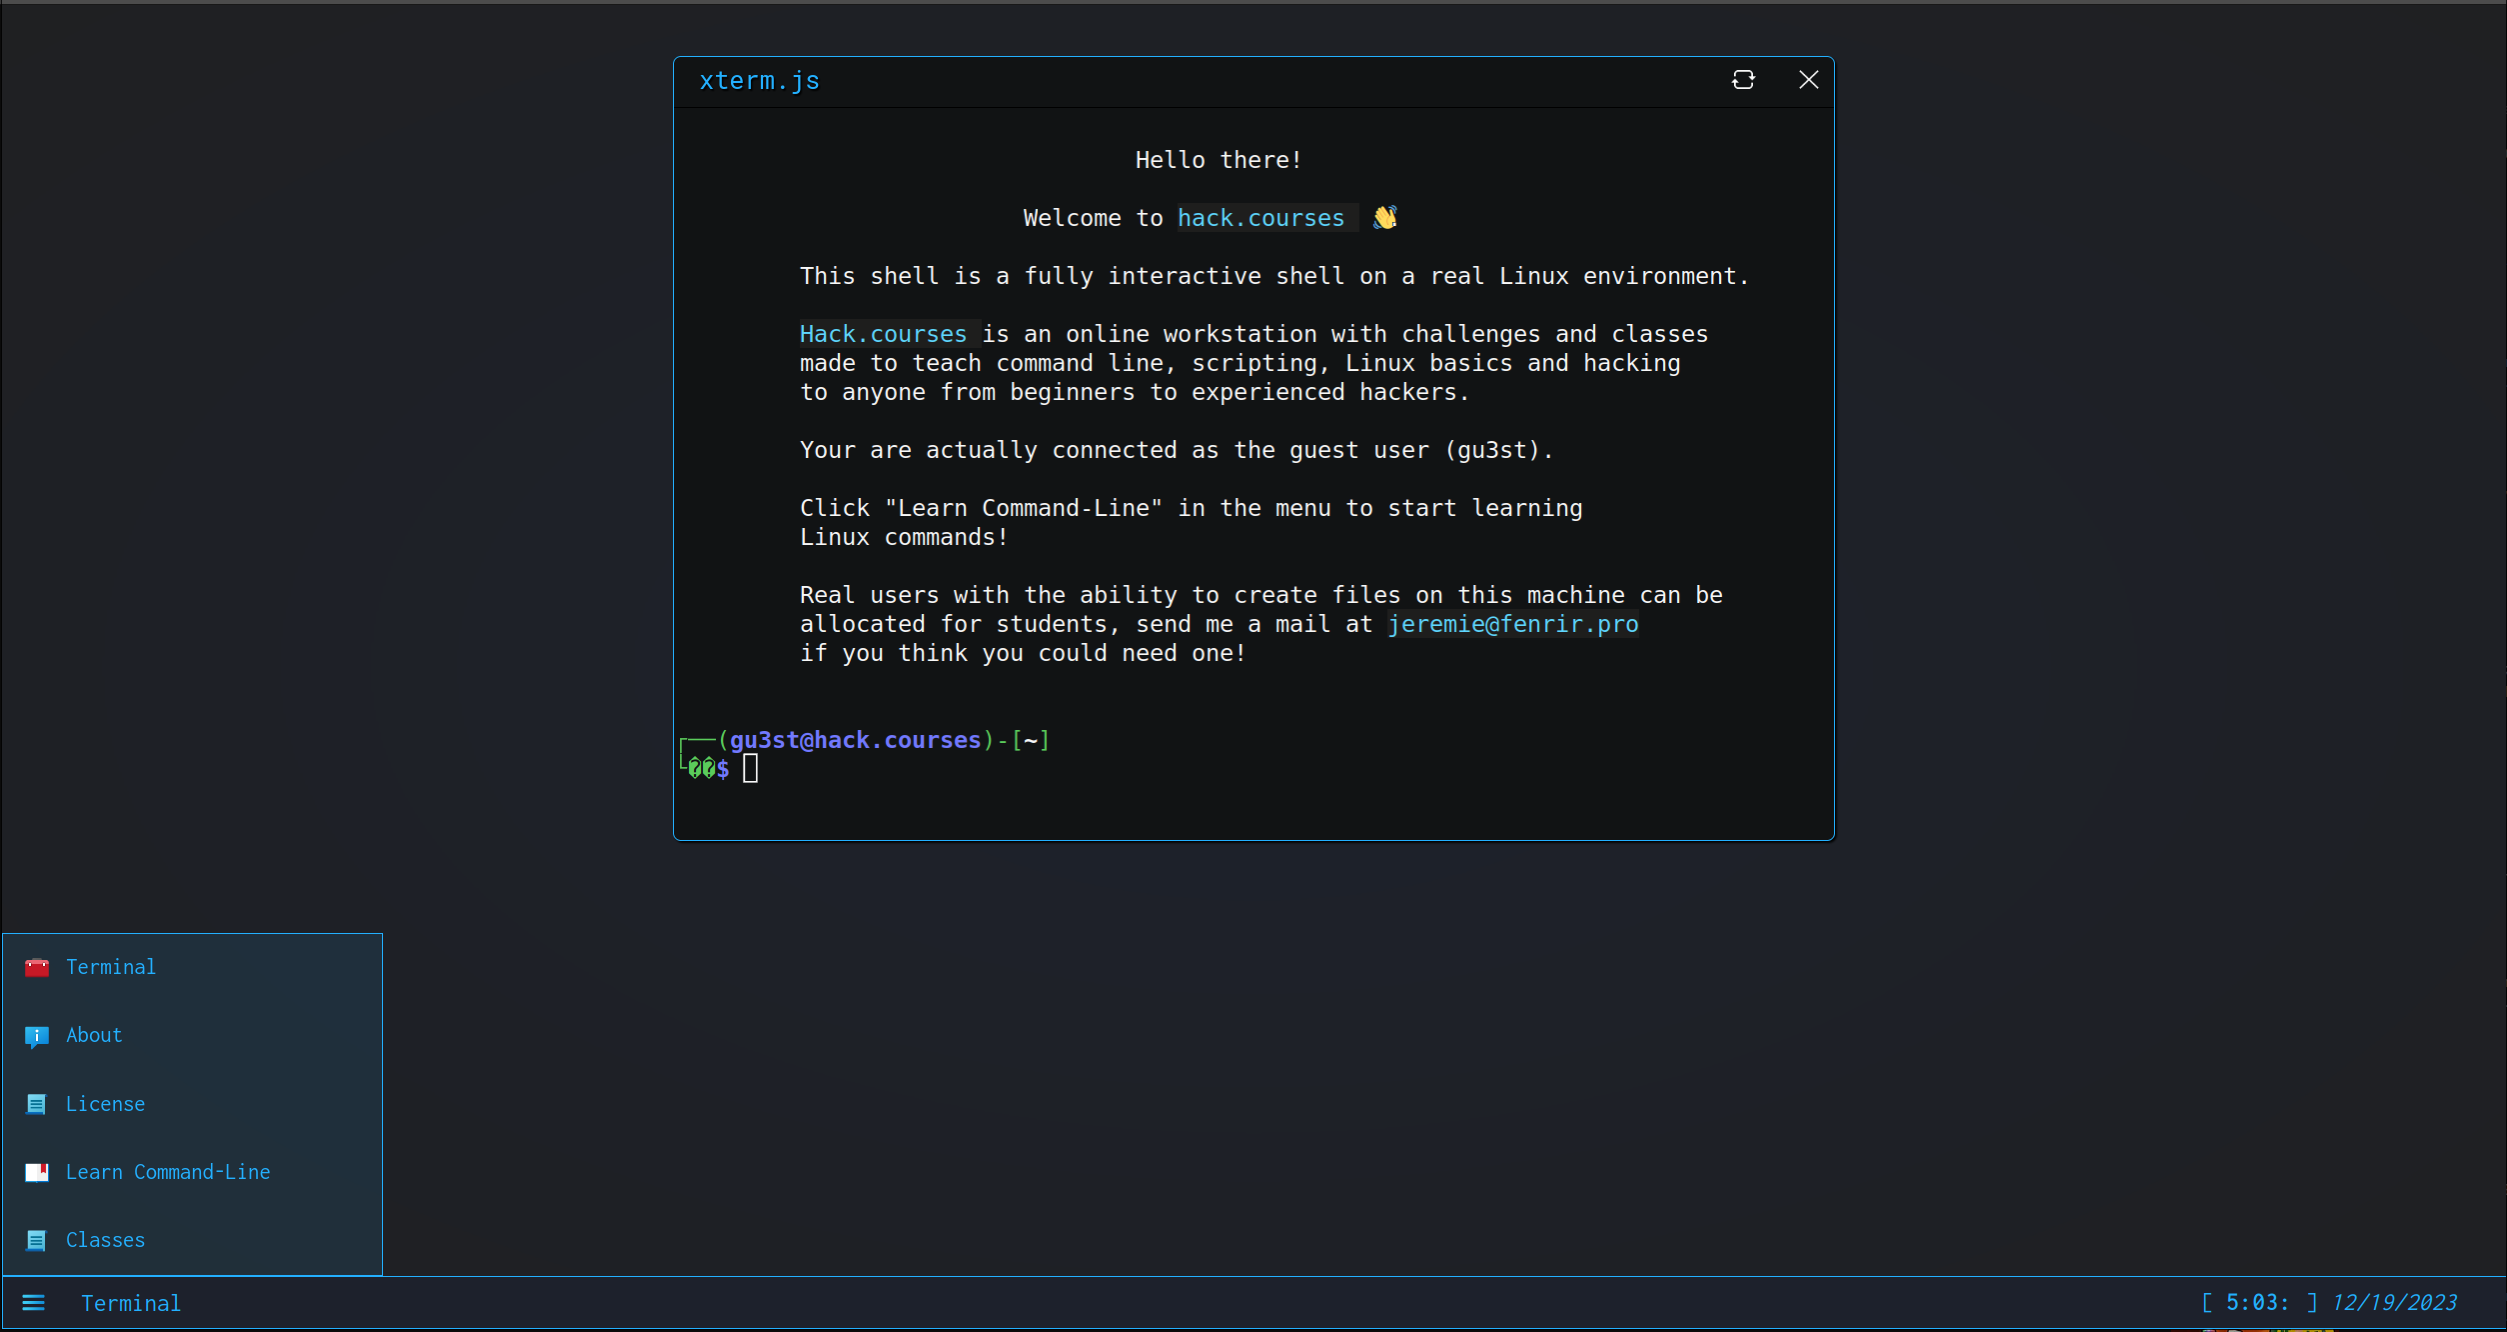 xterm.js
Hello there!
Welcome to hack.courses 👋
This shell is a fully interactive shell on a real Linux environment.
Hack.courses is an online workstation with challenges and classes
made to teach command line, scripting, Linux basics and hacking
to anyone from beginners to experienced hackers.
Your are actually connected as the guest user (gu3st).
Click "Learn Command-Line" in the menu to start learning
Linux commands!
Real users with the ability to create files on this machine can be
allocated for students, send me a mail at jeremie@fenrir.pro
if you think you could need one!
┌──(gu3st@hack.courses)-[~]
└��$
Terminal
About
License
Learn Command-Line
Classes
Terminal
[ 5:03: ] 12/19/2023